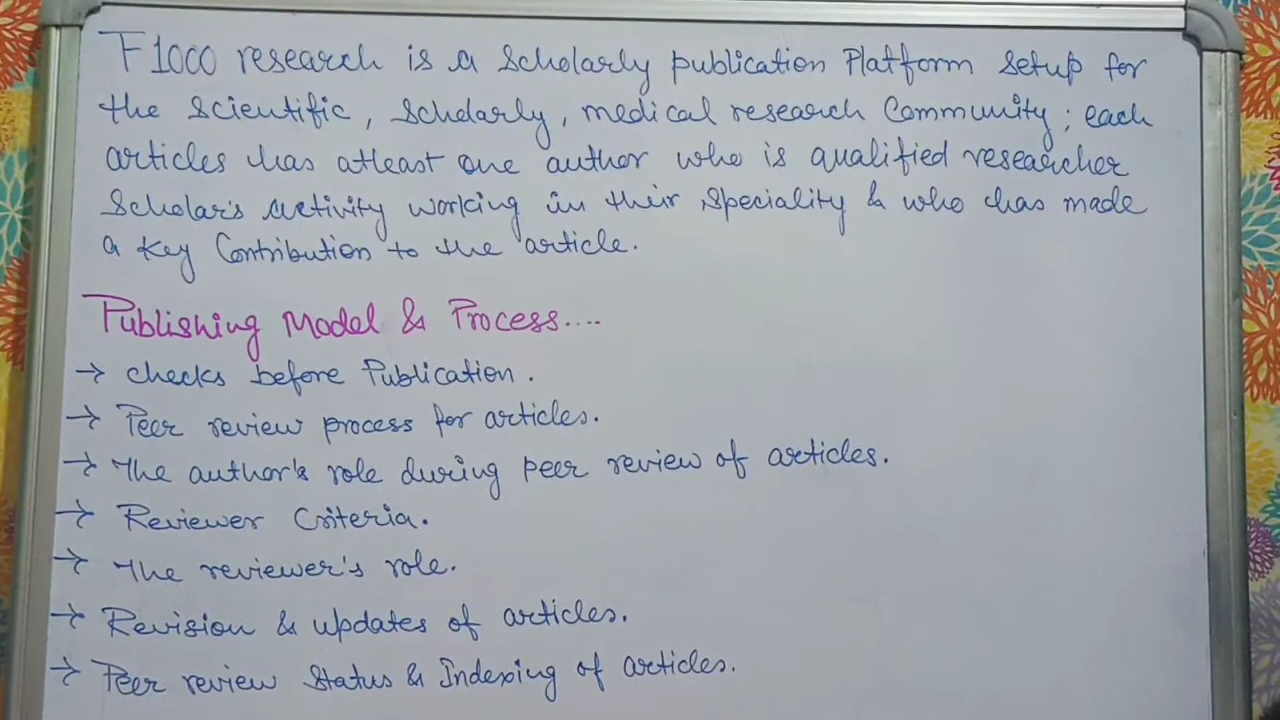 F1000 research is a Scholarly publication Platform Setup for
the Scientific, Scholarly, medical research Community; each
articles has atleast one author who is qualified researcher
Scholar's activity working in their Speciality & who has made
a Key Contribution to the article.
Publishing Model & Process....
→ checks before Publication.
→ Peer review process for articles.
→ The author's role during peer review of articles.
→ Reviewer Criteria.
→ The reviewer's role.
→ Revision & updates of articles.
→ Peer review Status & Indexing of articles.